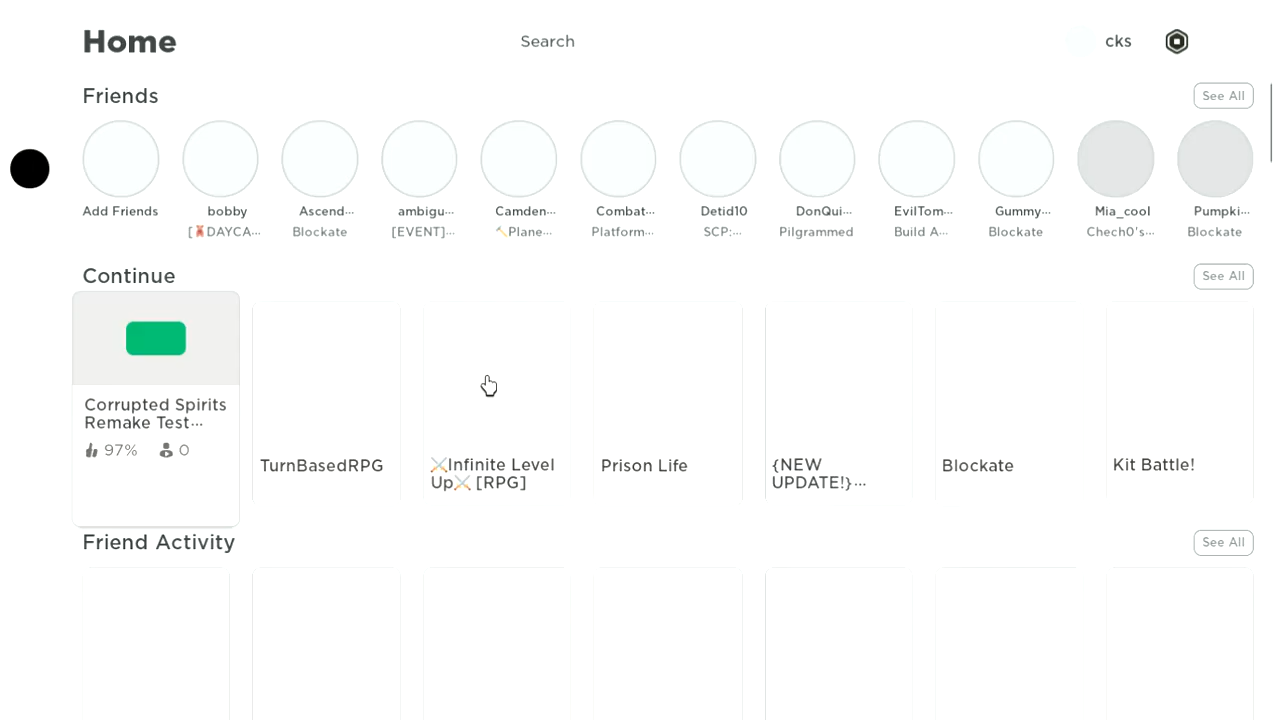 Home
Search
cks
Friends
See All
Add Friends
bobby
Ascend···
ambigu···
Camden···
Combat···
Detid10
DonQui···
EvilTom···
Gummy···
Mia_cool
Pumpki···
[🧸DAYCA···
Blockate
[EVENT]···
🔨Plane···
Platform···
SCP:···
Pilgrammed
Build A···
Blockate
Chech0's···
Blockate
Continue
See All
Corrupted Spirits
Remake Test···
97% 0
TurnBasedRPG
⚔️Infinite Level
Up⚔️ [RPG]
Prison Life
{NEW
UPDATE!}···
Blockate
Kit Battle!
Friend Activity
See All